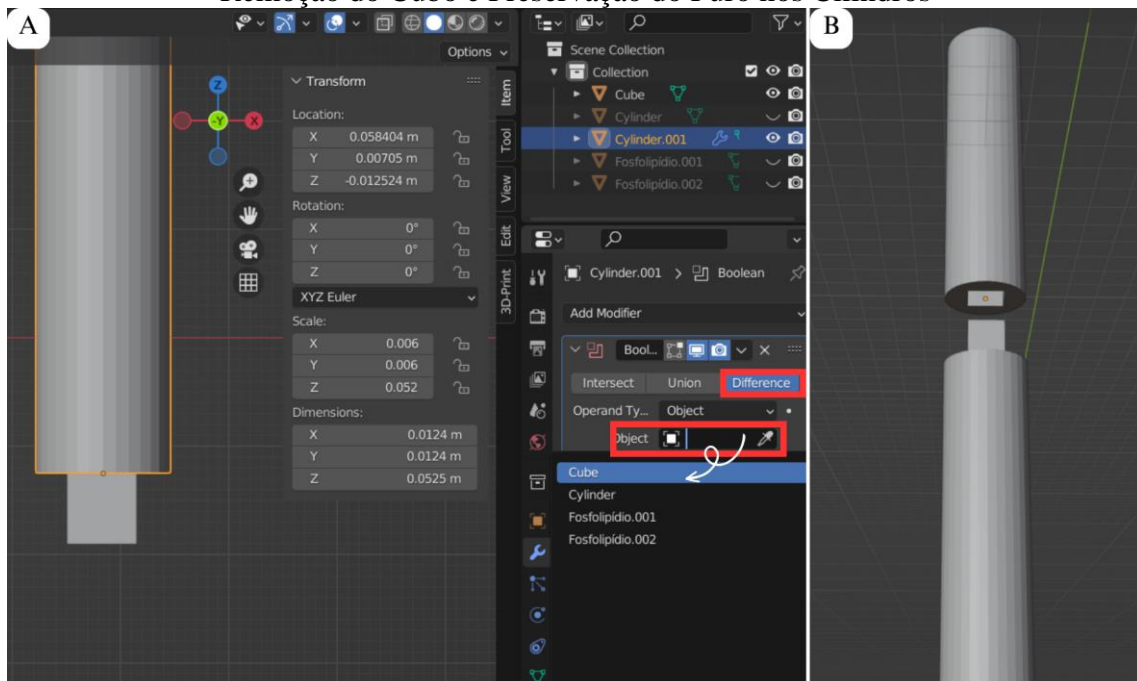 Remoção do Cubo e Preservação do Furo nos Cilindros
A
Options
Transform
Location:
X 0.058404 m
Y 0.00705 m
Z -0.012524 m
Rotation:
X 0°
Y 0°
Z 0°
XYZ Euler
Scale:
X 0.006
Y 0.006
Z 0.052
Dimensions:
X 0.0124 m
Y 0.0124 m
Z 0.0525 m
Item
Tool
View
Edit
3D-Print
Z
-Y
X
Scene Collection
Collection
Cube
Cylinder
Cylinder.001
Fosfolipídio.001
Fosfolipídio.002
Cylinder.001 > Boolean
Add Modifier
Bool...
Intersect Union Difference
Operand Ty... Object
Object
Cube
Cylinder
Fosfolipídio.001
Fosfolipídio.002
B